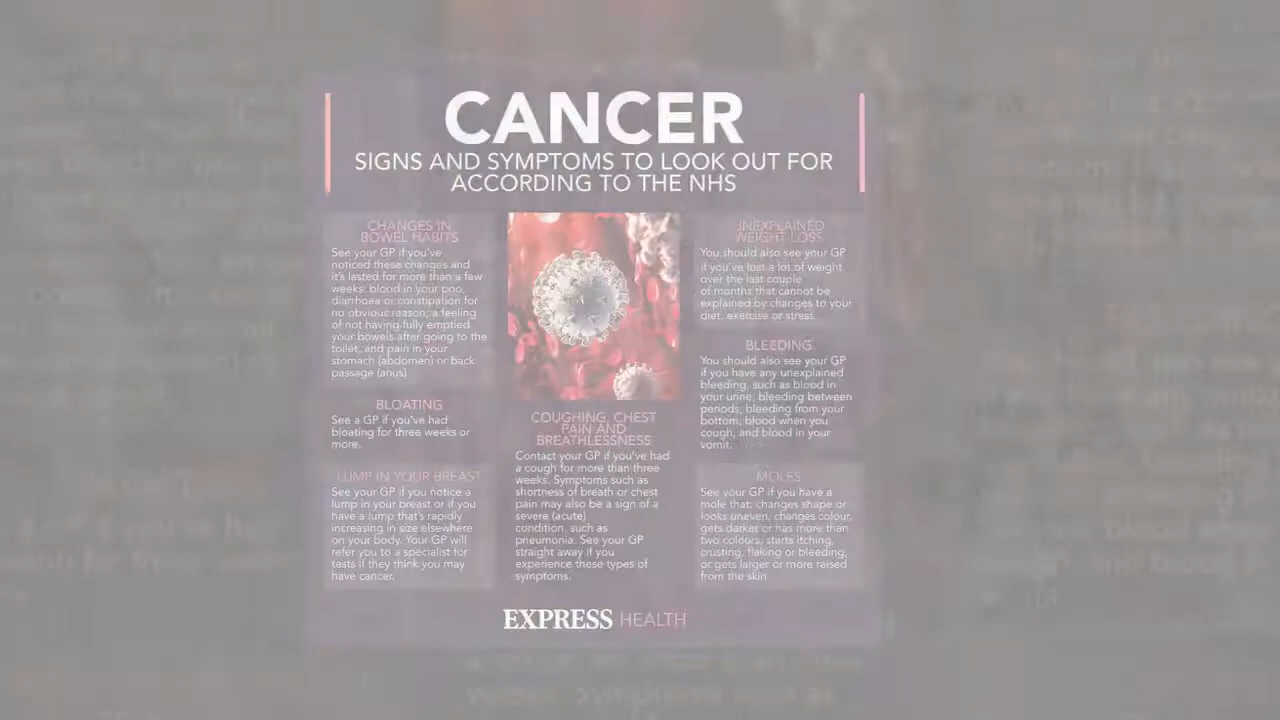 CANCER
SIGNS AND SYMPTOMS TO LOOK OUT FOR
ACCORDING TO THE NHS
CHANGES IN
BOWEL HABITS
See your GP if you've
noticed these changes and
it's lasted for more than a few
weeks: blood in your poo,
diarrhoea or constipation for
no obvious reason; a feeling
of not having fully emptied
your bowels after going to the
toilet, and pain in your
stomach (abdomen) or back
passage (anus)
BLOATING
See a GP if you've had
bloating for three weeks or
more.
LUMP IN YOUR BREAST
See your GP if you notice a
lump in your breast or if you
have a lump that's rapidly
increasing in size elsewhere
on your body. Your GP will
refer you to a specialist for
tests if they think you may
have cancer.
COUGHING, CHEST
PAIN AND
BREATHLESSNESS
Contact your GP if you've had
a cough for more than three
weeks. Symptoms such as
shortness of breath or chest
pain may also be a sign of a
severe (acute)
condition, such as
pneumonia. See your GP
straight away if you
experience these types of
symptoms.
UNEXPLAINED
WEIGHT LOSS
You should also see your GP
if you've lost a lot of weight
over the last couple
of months that cannot be
explained by changes to your
diet, exercise or stress.
BLEEDING
You should also see your GP
if you have any unexplained
bleeding, such as blood in
your urine, bleeding between
periods, bleeding from your
bottom, blood when you
cough, and blood in your
vomit.
MOLES
See your GP if you have a
mole that: changes shape or
looks uneven, changes colour,
gets darker or has more than
two colours, starts itching,
crusting, flaking or bleeding,
or gets larger or more raised
from the skin
EXPRESS HEALTH